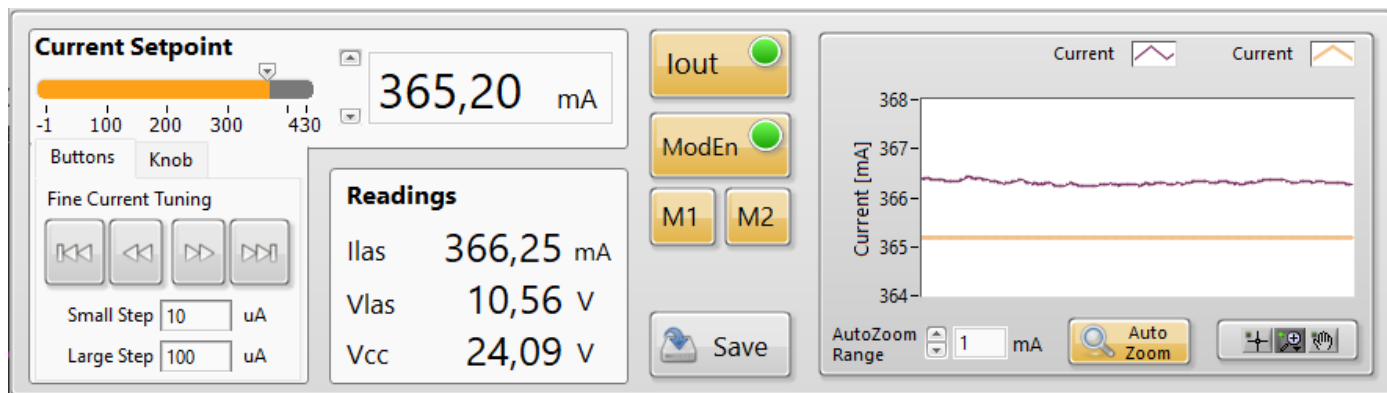 Current Setpoint
365,20 mA
-1 100 200 300 430
Buttons Knob
Fine Current Tuning
Small Step 10 uA
Large Step 100 uA
Readings
Ilas 366,25 mA
Vlas 10,56 V
Vcc 24,09 V
Iout
ModEn
M1 M2
Save
Current Current
Current [mA]
368
367
366
365
364
AutoZoom Range 1 mA
Auto Zoom